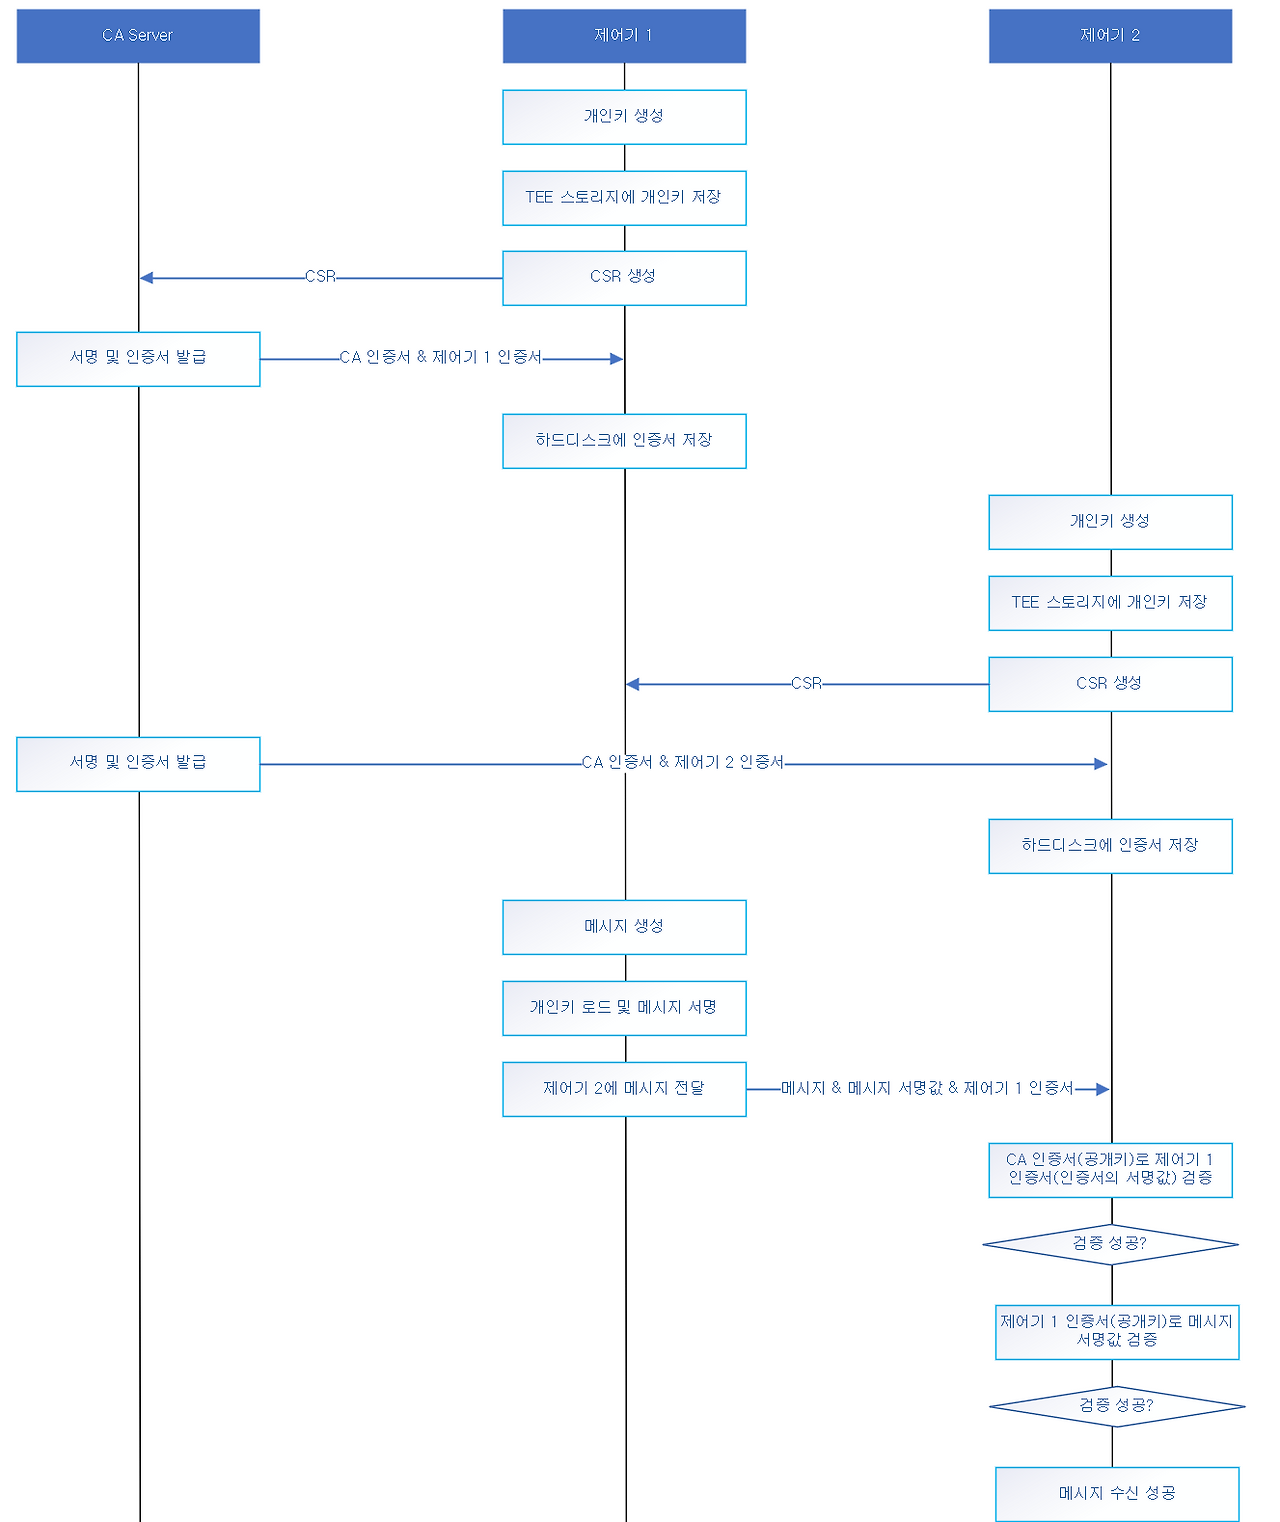 CA Server
제어기 1
제어기 2
개인키 생성
TEE 스토리지에 개인키 저장
CSR
CSR 생성
서명 및 인증서 발급
CA 인증서 & 제어기 1 인증서
하드디스크에 인증서 저장
개인키 생성
TEE 스토리지에 개인키 저장
CSR
CSR 생성
서명 및 인증서 발급
CA 인증서 & 제어기 2 인증서
하드디스크에 인증서 저장
메시지 생성
개인키 로드 및 메시지 서명
제어기 2에 메시지 전달
메시지 & 메시지 서명값 & 제어기 1 인증서
CA 인증서(공개키)로 제어기 1
인증서(인증서의 서명값) 검증
검증 성공?
제어기 1 인증서(공개키)로 메시지
서명값 검증
검증 성공?
메시지 수신 성공